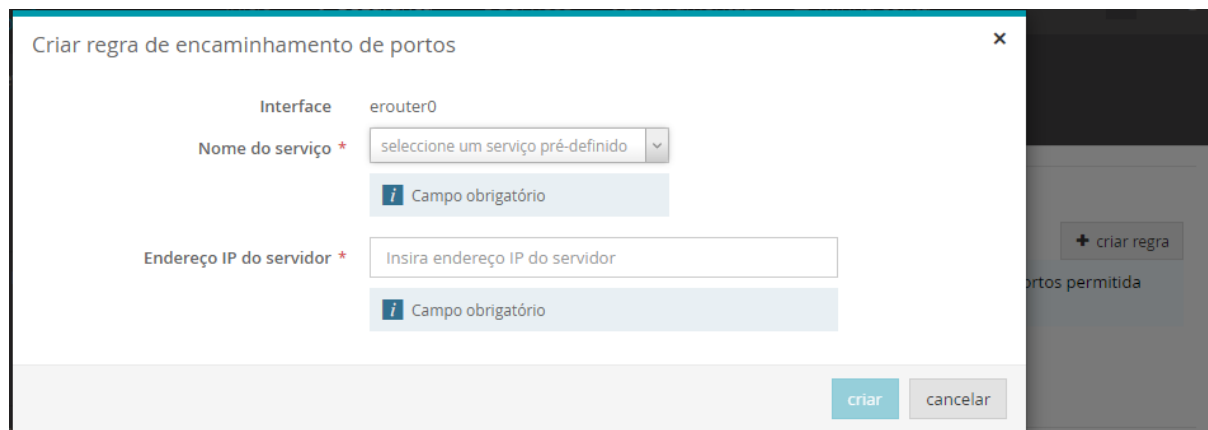 Criar regra de encaminhamento de portos ×
Interface erouter0
Nome do serviço * seleccione um serviço pré-definido
i Campo obrigatório
+ criar regra
Endereço IP do servidor * Insira endereço IP do servidor
ortos permitida
i Campo obrigatório
criar cancelar